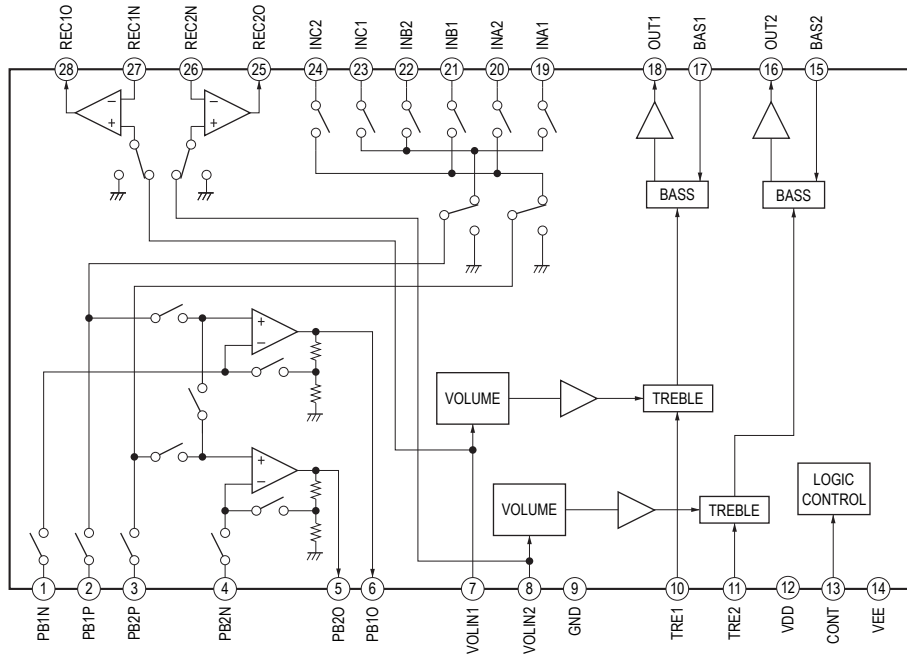 REC1O REC1N REC2N REC2O INC2 INC1 INB2 INB1 INA2 INA1 OUT1 BAS1 OUT2 BAS2
28 27 26 25 24 23 22 21 20 19 18 17 16 15
− + − +
BASS BASS
+ −
VOLUME TREBLE
+ −
LOGIC
CONTROL
VOLUME TREBLE
1 2 3 4 5 6 7 8 9 10 11 12 13 14
PB1N PB1P PB2P PB2N PB2O PB1O VOLIN1 VOLIN2 GND TRE1 TRE2 VDD CONT VEE